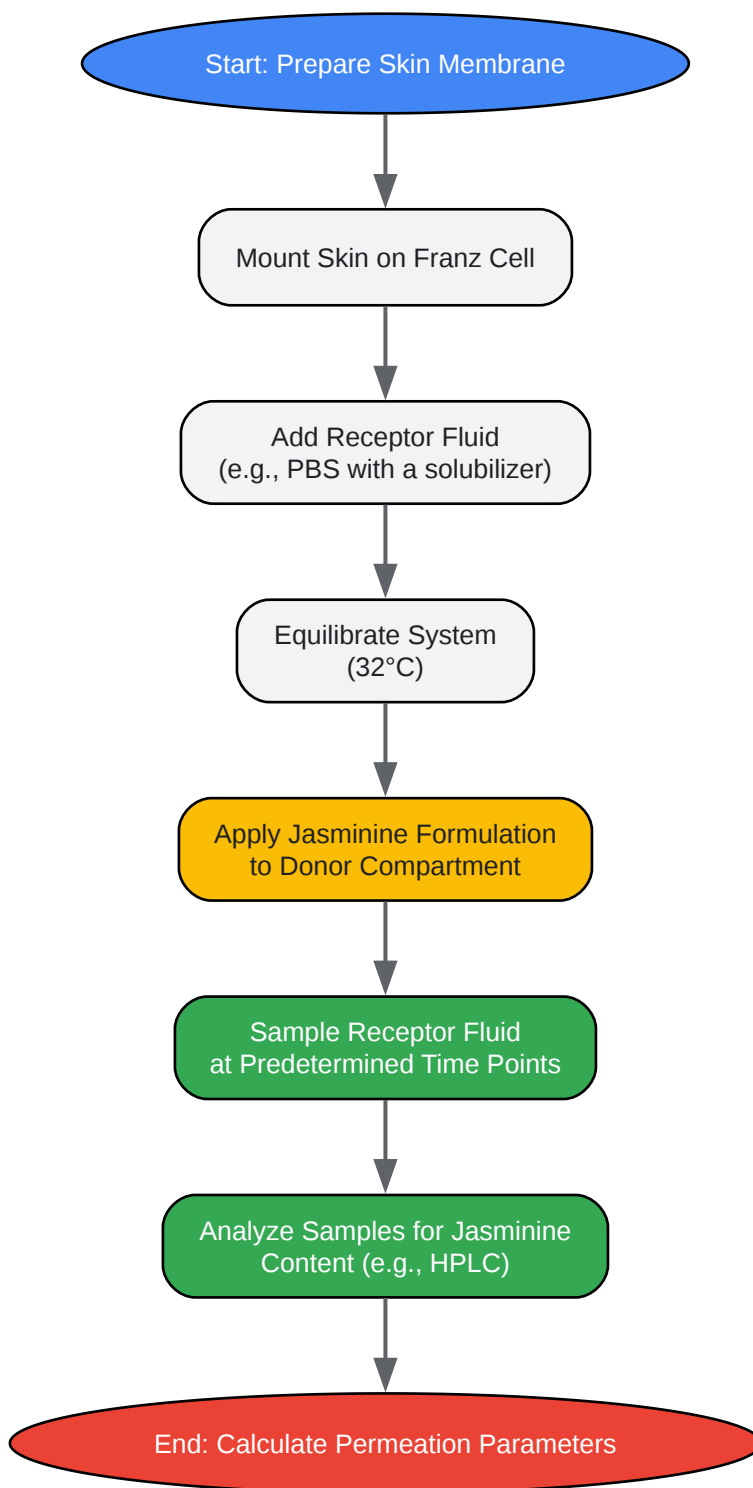 Start: Prepare Skin Membrane
Mount Skin on Franz Cell
Add Receptor Fluid
(e.g., PBS with a solubilizer)
Equilibrate System
(32°C)
Apply Jasminine Formulation
to Donor Compartment
Sample Receptor Fluid
at Predetermined Time Points
Analyze Samples for Jasminine
Content (e.g., HPLC)
End: Calculate Permeation Parameters